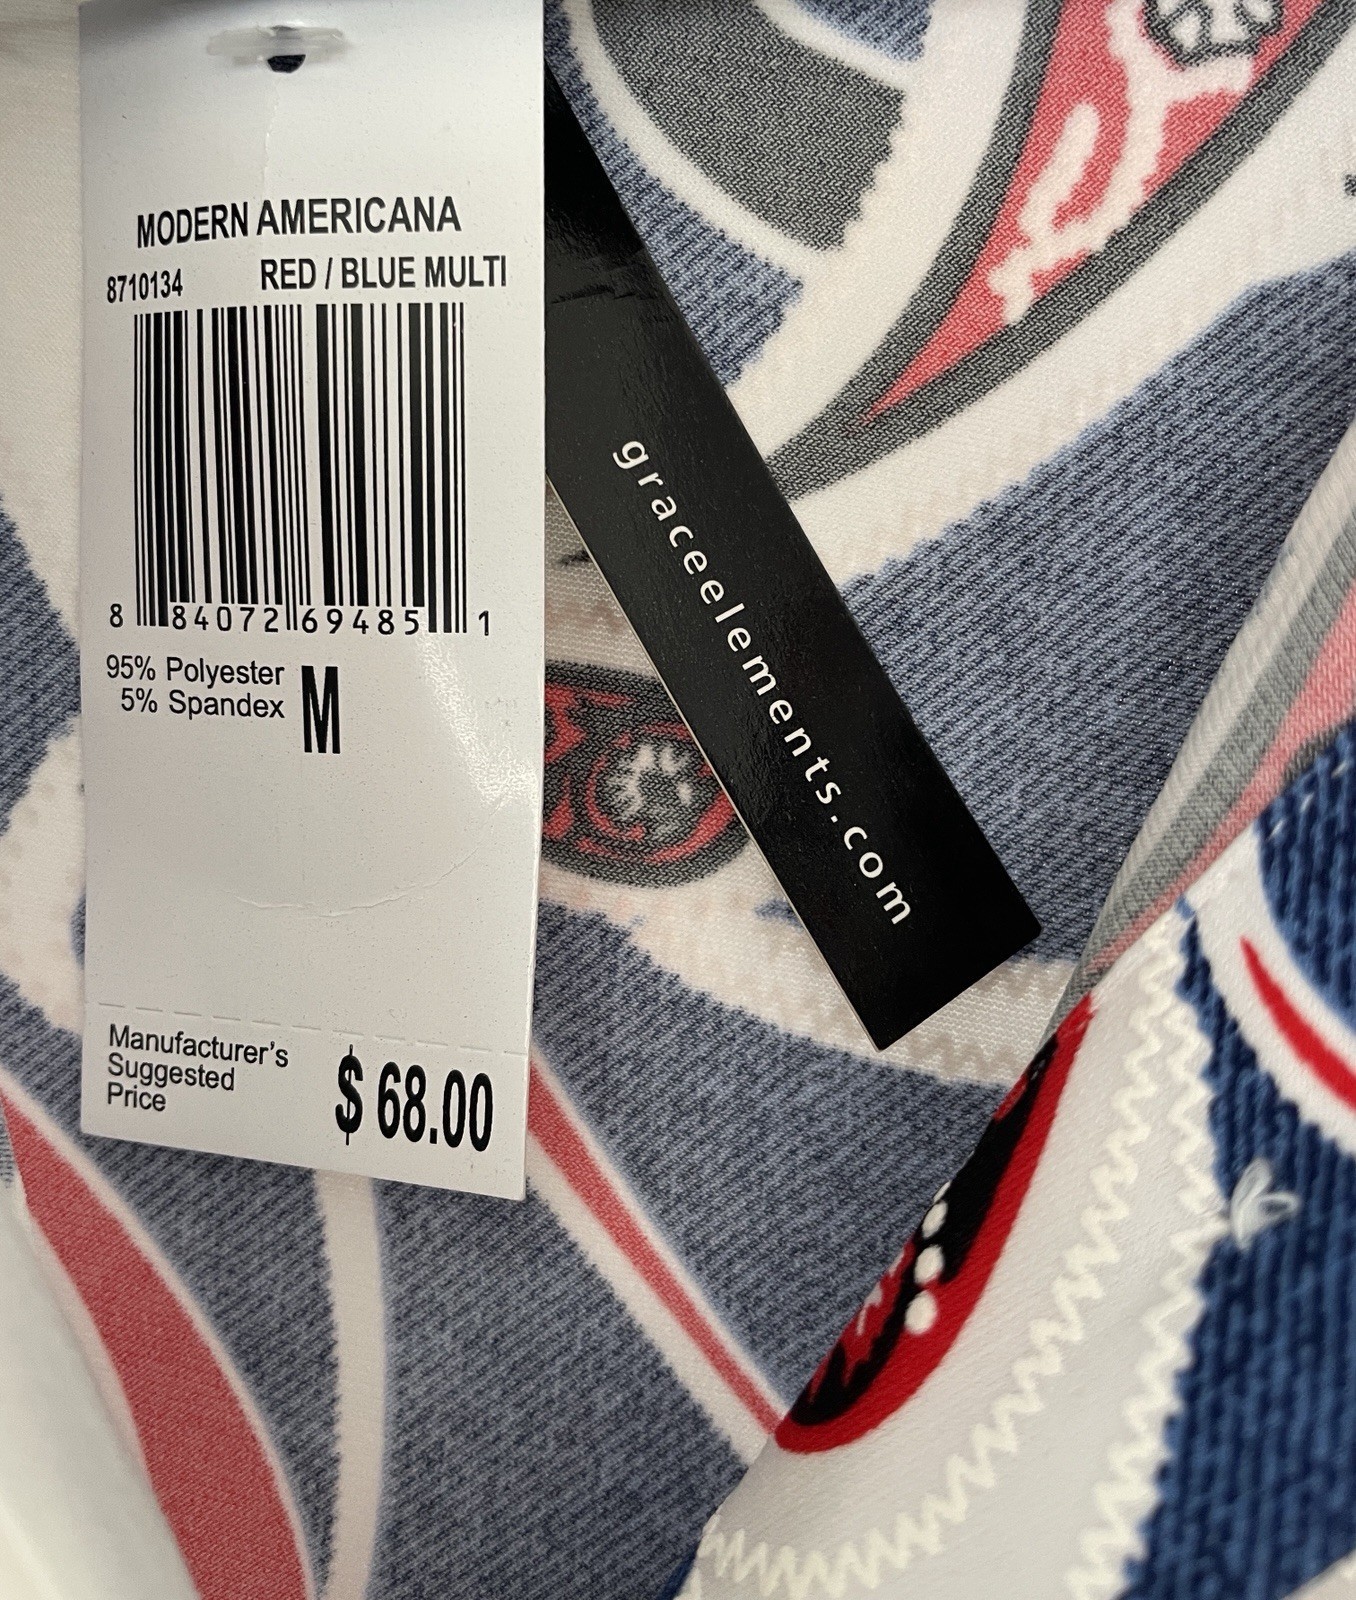 MODERN AMERICANA
8710134 RED / BLUE MULTI
8 84072 69485 1
95% Polyester
5% Spandex
M
Manufacturer's
Suggested
Price
$ 68.00
graceelements.com